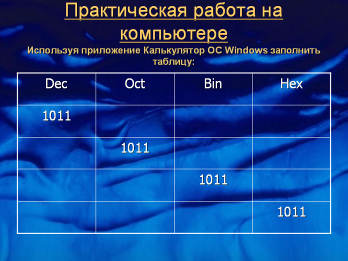 Практическая работа на
компьютере
Используя приложение Калькулятор ОС Windows заполнить
таблицу:
Dec Oct Bin Hex
1011
1011
1011
1011